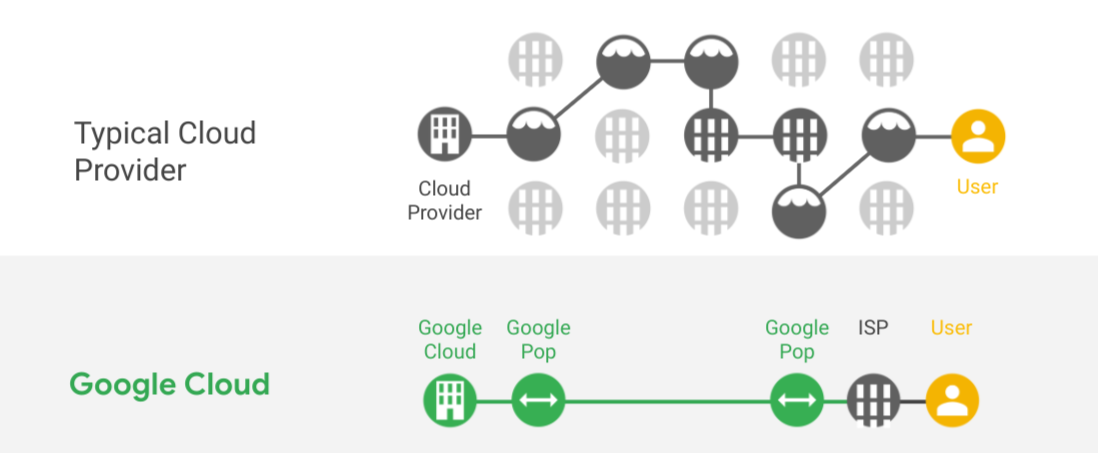 Typical Cloud
Provider
Cloud
Provider
User
Google
Cloud
Google
Pop
Google
Pop
ISP
User
Google Cloud